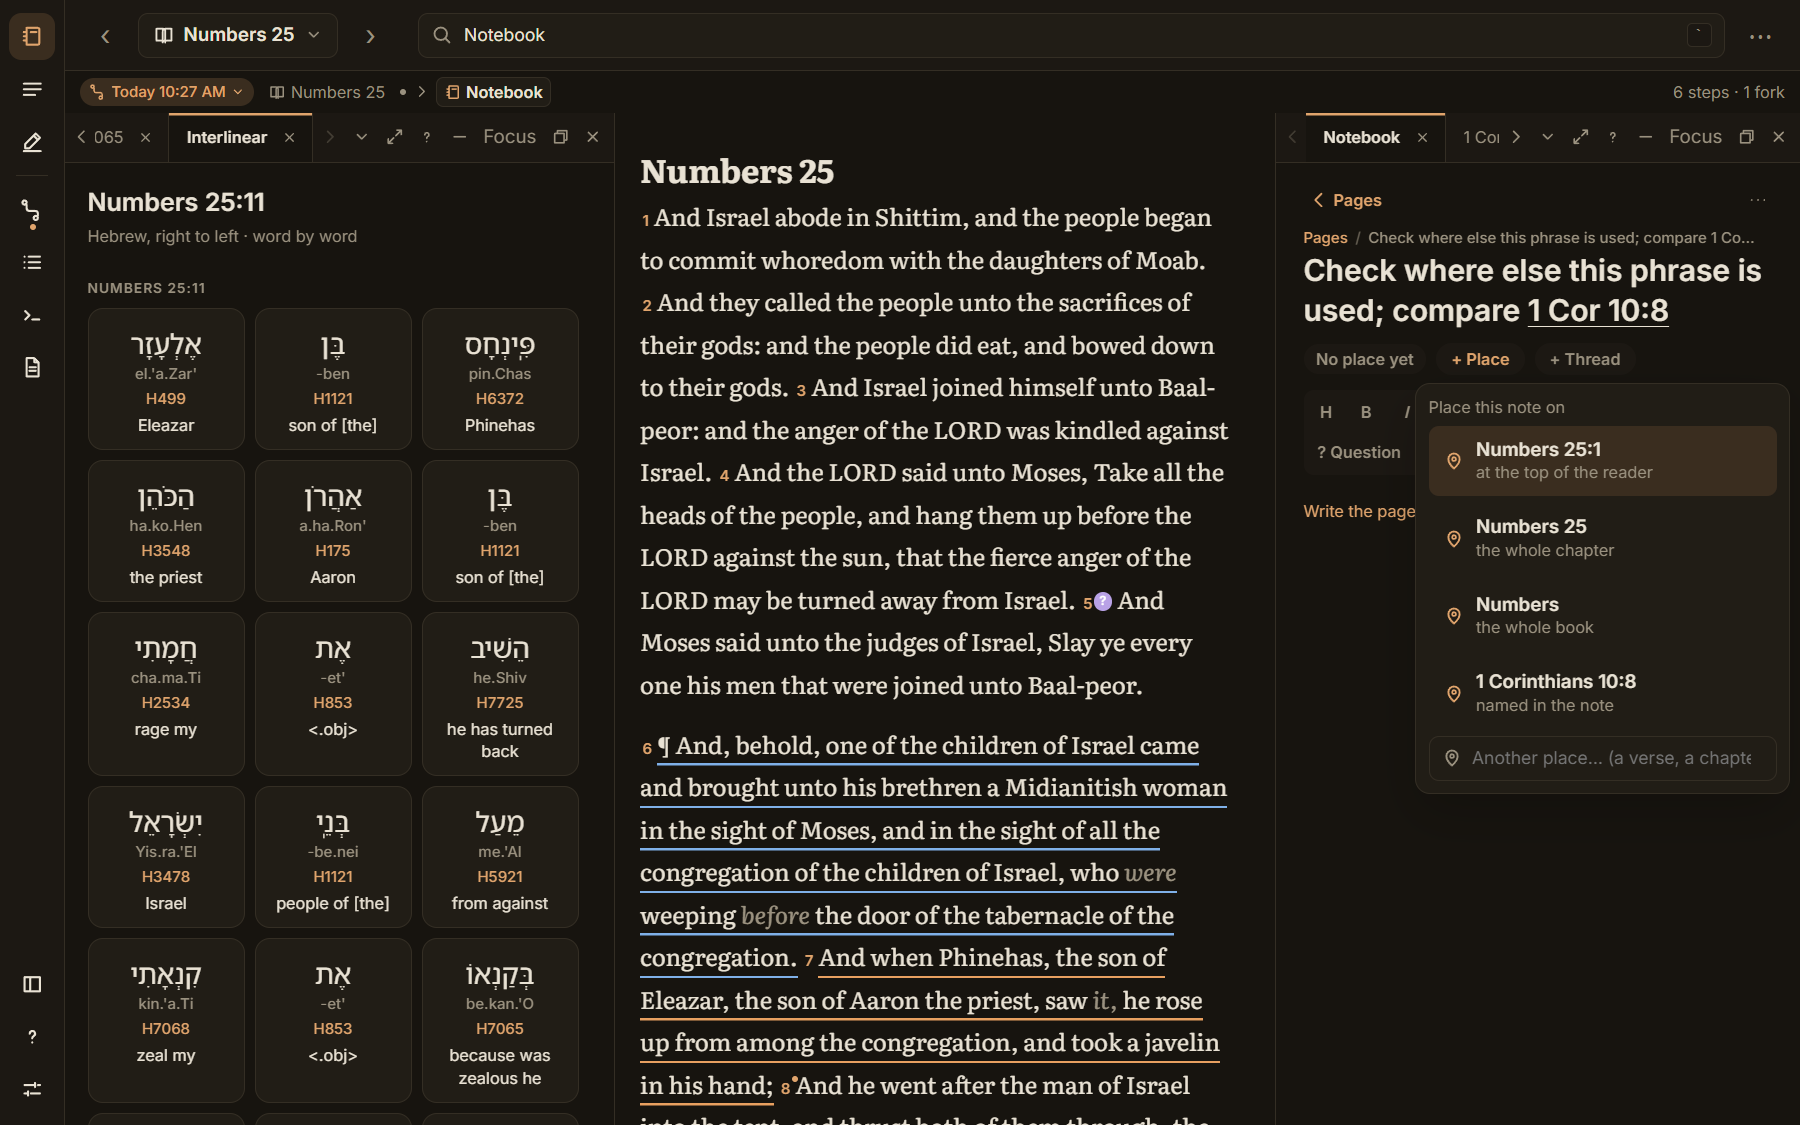 Numbers 25
Notebook
`
Today 10:27 AM
Numbers 25
Notebook
6 steps · 1 fork
065
Interlinear
?
Focus
Numbers 25:11
Hebrew, right to left · word by word
NUMBERS 25:11
אֶלְעָזָר
בֶּן
פִּינְחָס
el.'a.Zar'
-ben
pin.Chas
H499
H1121
H6372
Eleazar
son of [the]
Phinehas
הַכֹּהֵן
אַהֲרֹן
בֶּן
ha.ko.Hen
a.ha.Ron'
-ben
H3548
H175
H1121
the priest
Aaron
son of [the]
חֲמָתִי
אֶת
הֵשִׁיב
cha.ma.Ti
-et'
he.Shiv
H2534
H853
H7725
rage my
<.obj>
he has turned
back
יִשְׂרָאֵל
בְּנֵי
מֵעַל
Yis.ra.'El
-be.nei
me.'Al
H3478
H1121
H5921
Israel
people of [the]
from against
קִנְאָתִי
אֶת
בְּקַנְאוֹ
kin.'a.Ti
-et'
be.kan.'O
H7068
H853
H7065
zeal my
<.obj>
because was
zealous he
?
Numbers 25
1 And Israel abode in Shittim, and the people began
to commit whoredom with the daughters of Moab.
2 And they called the people unto the sacrifices of
their gods: and the people did eat, and bowed down
to their gods. 3 And Israel joined himself unto Baal-
peor: and the anger of the LORD was kindled against
Israel. 4 And the LORD said unto Moses, Take all the
heads of the people, and hang them up before the
LORD against the sun, that the fierce anger of the
LORD may be turned away from Israel. 5 ? And
Moses said unto the judges of Israel, Slay ye every
one his men that were joined unto Baal-peor.
6 ¶ And, behold, one of the children of Israel came
and brought unto his brethren a Midianitish woman
in the sight of Moses, and in the sight of all the
congregation of the children of Israel, who were
weeping before the door of the tabernacle of the
congregation. 7 And when Phinehas, the son of
Eleazar, the son of Aaron the priest, saw it, he rose
up from among the congregation, and took a javelin
in his hand; 8 And he went after the man of Israel
into the tent, and thrust both of them through, the
Notebook
1 Cor
?
Focus
Pages
Pages / Check where else this phrase is used; compare 1 Co…
Check where else this phrase is
used; compare 1 Cor 10:8
No place yet
+ Place
+ Thread
H B I
? Question
Write the page
Place this note on
Numbers 25:1
at the top of the reader
Numbers 25
the whole chapter
Numbers
the whole book
1 Corinthians 10:8
named in the note
Another place… (a verse, a chapte